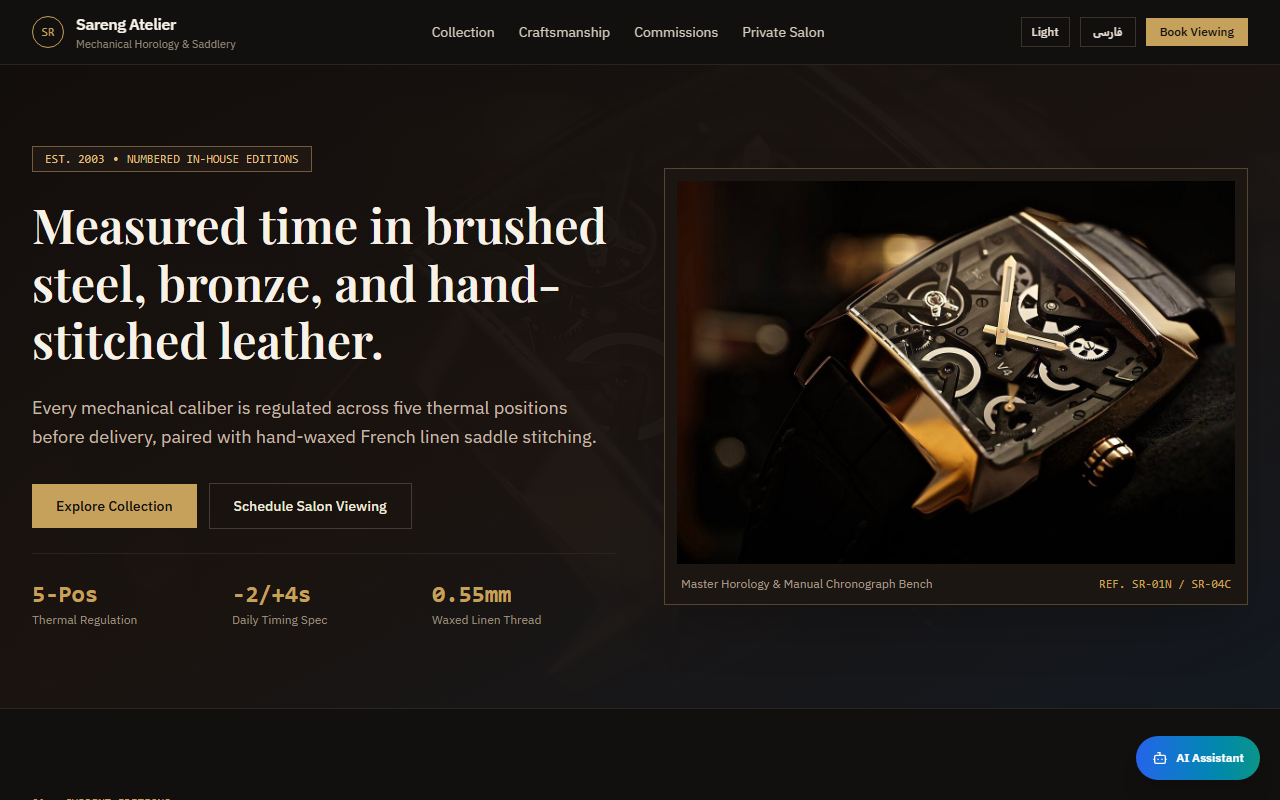 SR
Sareng Atelier
Mechanical Horology & Saddlery
Collection
Craftsmanship
Commissions
Private Salon
Light
فارسی
Book Viewing
EST. 2003 • NUMBERED IN-HOUSE EDITIONS
Measured time in brushed
steel, bronze, and hand-
stitched leather.
Every mechanical caliber is regulated across five thermal positions
before delivery, paired with hand-waxed French linen saddle stitching.
Explore Collection
Schedule Salon Viewing
5-Pos
Thermal Regulation
-2/+4s
Daily Timing Spec
0.55mm
Waxed Linen Thread
V4
Master Horology & Manual Chronograph Bench
REF. SR-01N / SR-04C
AI Assistant